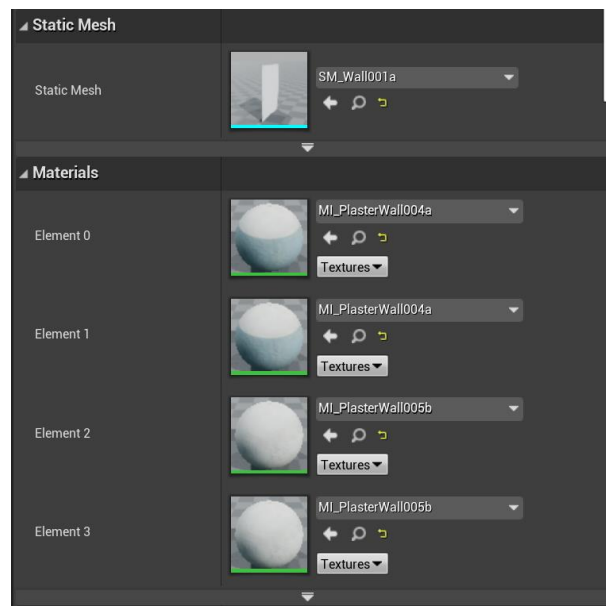 Static Mesh
Static Mesh
SM_Wall001a
Materials
Element 0
MI_PlasterWall004a
Textures
Element 1
MI_PlasterWall004a
Textures
Element 2
MI_PlasterWall005b
Textures
Element 3
MI_PlasterWall005b
Textures